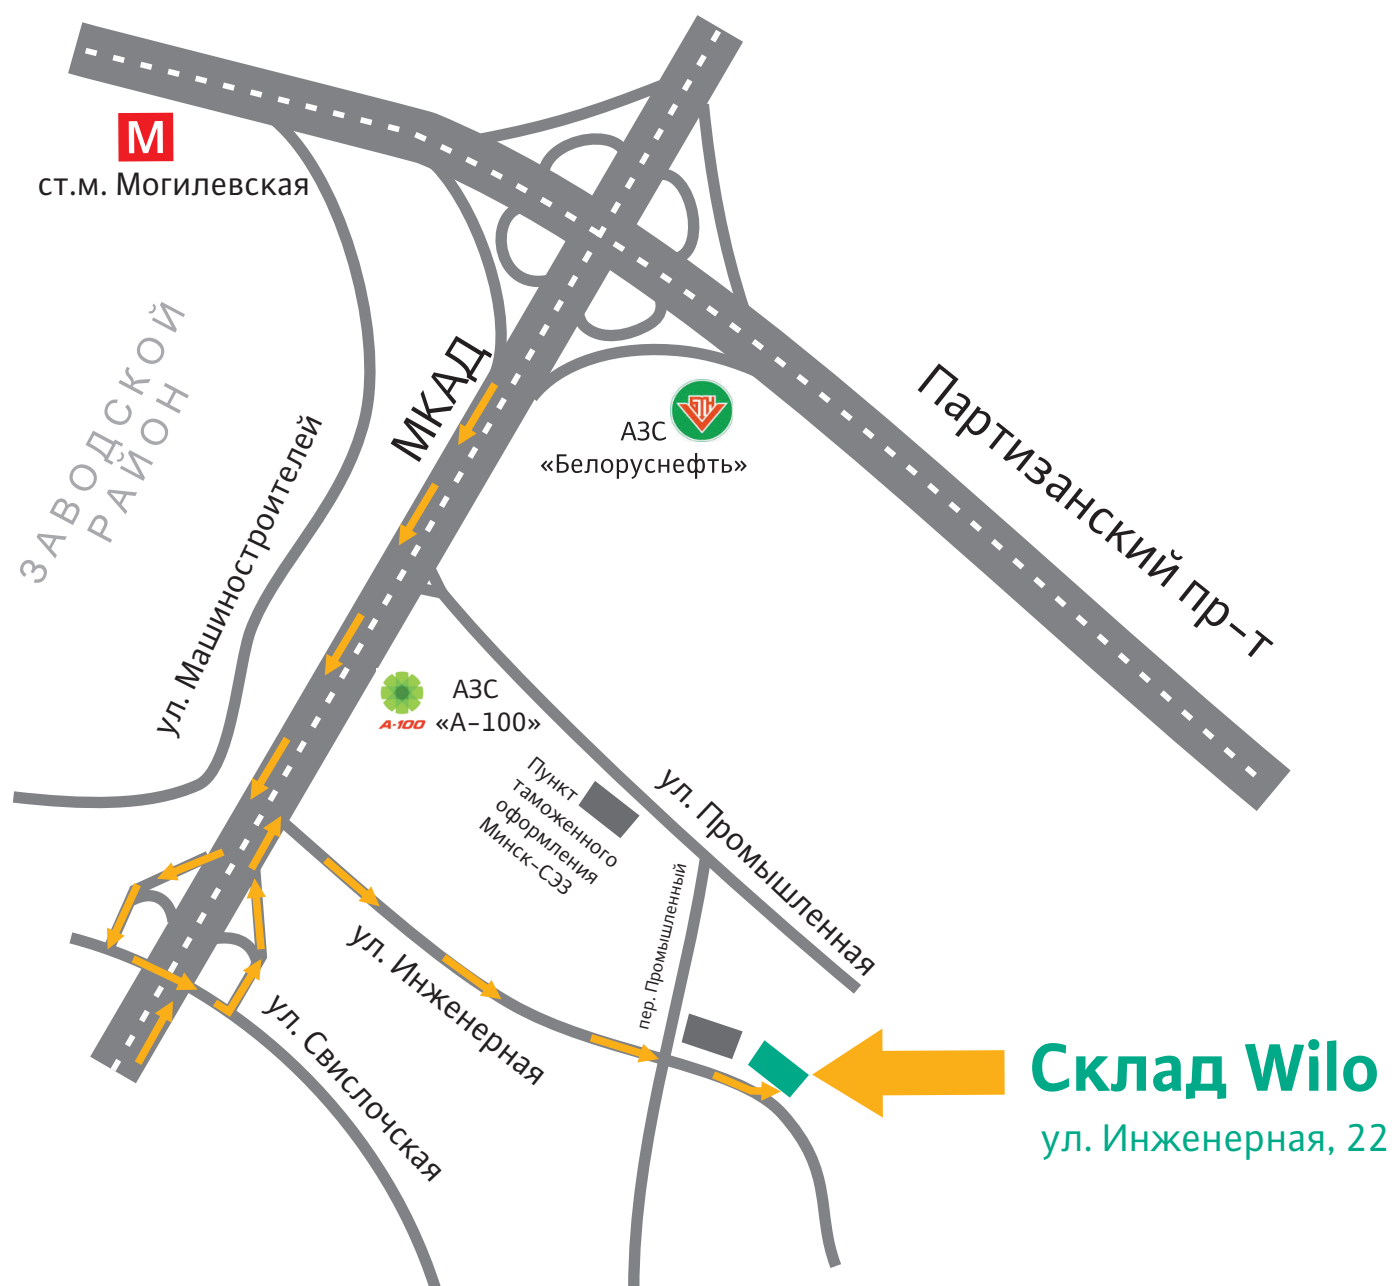 М
ст.м. Могилевская
ЗАВОДСКОЙ
РАЙОН
ул. Машиностроителей
МКАД
АЗС
«Белоруснефть»
БТН
Партизанский пр-т
А-100
АЗС
«А-100»
Пункт
таможенного
оформления
Минск-СЭЗ
ул. Промышленная
пер. Промышленный
ул. Инженерная
ул. Свислочская
Склад Wilo
ул. Инженерная, 22